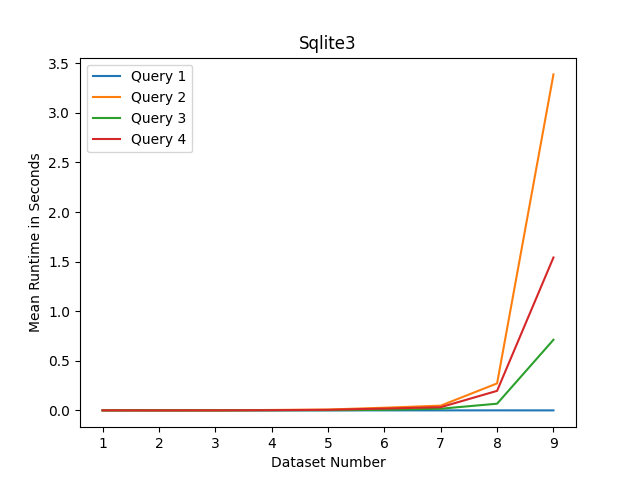 Sqlite3
Query 1
Query 2
Query 3
Query 4
Mean Runtime in Seconds
3.5
3.0
2.5
2.0
1.5
1.0
0.5
0.0
1 2 3 4 5 6 7 8 9
Dataset Number